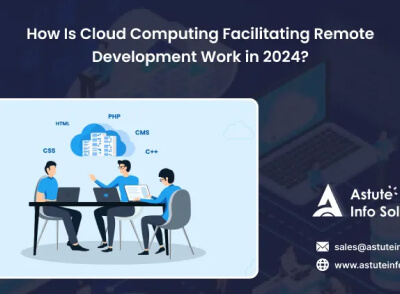 How Is Cloud Computing Facilitating Remote
Development Work in 2024?
PHP
HTML
CMS
CSS
C++
Astute
Info Sol
sales@astutein
www.astuteinfo